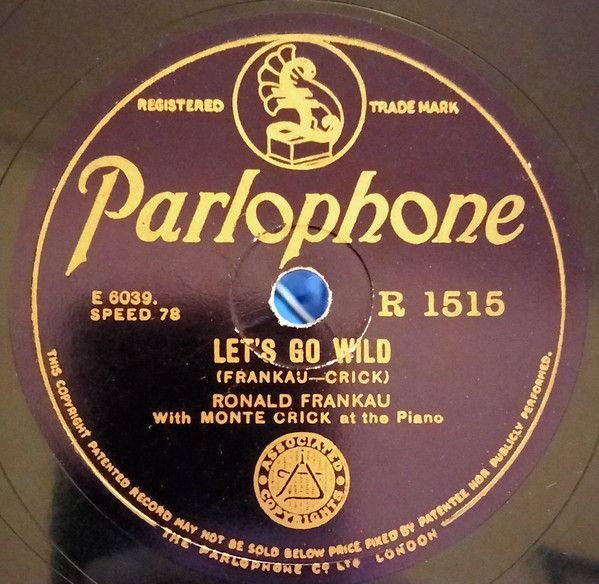 REGISTERED TRADE MARK
Parlophone
E 6039.
SPEED 78
R 1515
LET'S GO WILD
(FRANKAU—CRICK)
RONALD FRANKAU
With MONTE CRICK at the Piano
ASSOCIATED
COPYRIGHTS
THIS COPYRIGHT PATENTED RECORD MAY NOT BE SOLD BELOW PRICE FIXED BY PATENTEE NOR PUBLICLY PERFORMED.
THE PARLOPHONE Co LTD LONDON